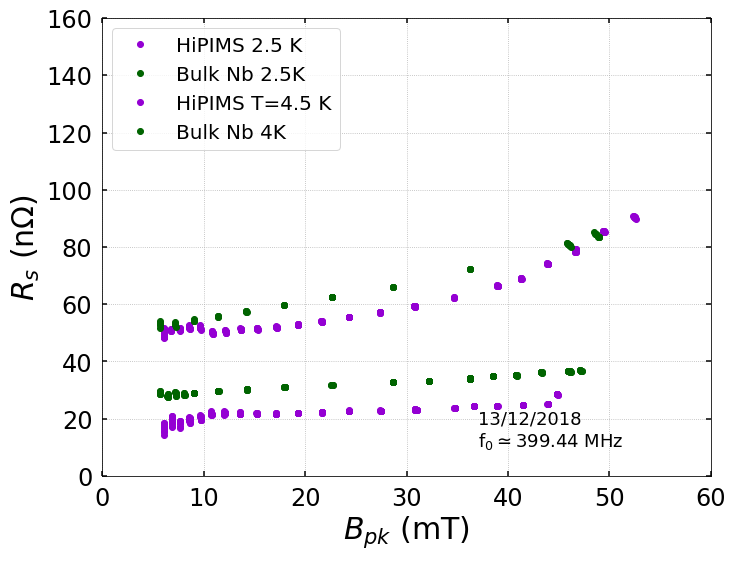 HiPIMS 2.5 K
Bulk Nb 2.5K
HiPIMS T=4.5 K
Bulk Nb 4K
160
140
120
100
80
60
40
20
0
R_s (nΩ)
13/12/2018
f_0 ≃ 399.44 MHz
0 10 20 30 40 50 60
B_{pk} (mT)